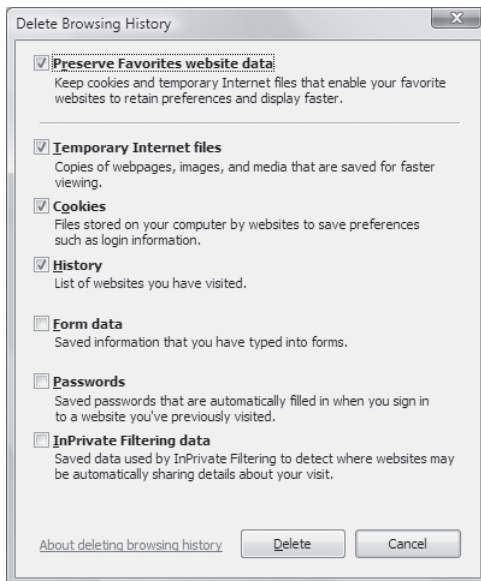 Delete Browsing History
Preserve Favorites website data
Keep cookies and temporary Internet files that enable your favorite
websites to retain preferences and display faster.
Temporary Internet files
Copies of webpages, images, and media that are saved for faster
viewing.
Cookies
Files stored on your computer by websites to save preferences
such as login information.
History
List of websites you have visited.
Form data
Saved information that you have typed into forms.
Passwords
Saved passwords that are automatically filled in when you sign in
to a website you've previously visited.
InPrivate Filtering data
Saved data used by InPrivate Filtering to detect where websites may
be automatically sharing details about your visit.
About deleting browsing history
Delete
Cancel